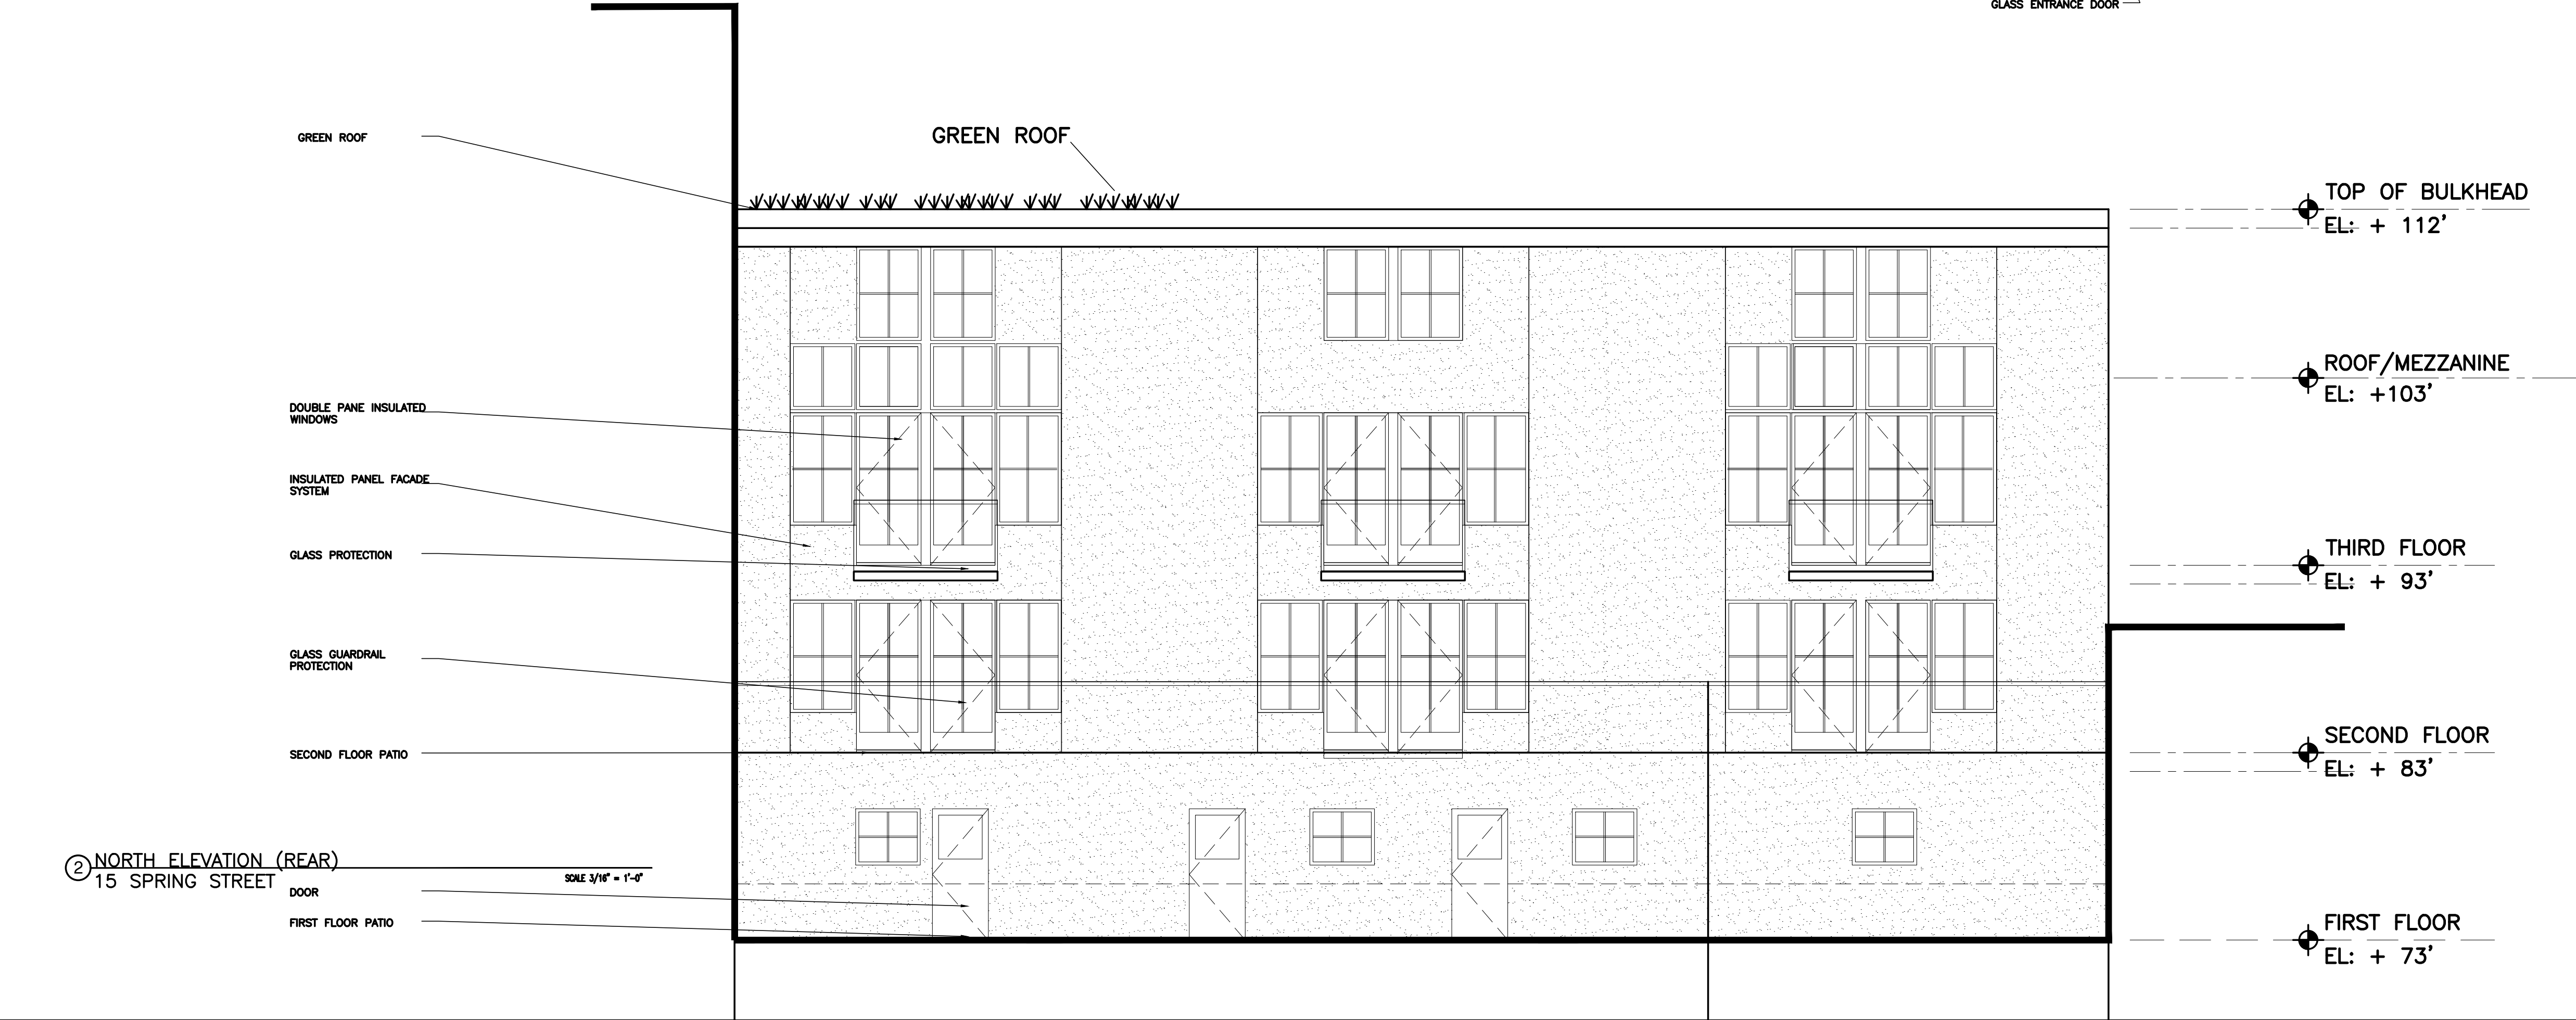 GLASS ENTRANCE DOOR
GREEN ROOF
GREEN ROOF
TOP OF BULKHEAD
EL: + 112'
ROOF/MEZZANINE
EL: +103'
DOUBLE PANE INSULATED
WINDOWS
INSULATED PANEL FACADE
SYSTEM
GLASS PROTECTION
THIRD FLOOR
EL: + 93'
GLASS GUARDRAIL
PROTECTION
SECOND FLOOR PATIO
SECOND FLOOR
EL: + 83'
2 NORTH ELEVATION (REAR)
15 SPRING STREET
SCALE 3/16" = 1'-0"
DOOR
FIRST FLOOR PATIO
FIRST FLOOR
EL: + 73'